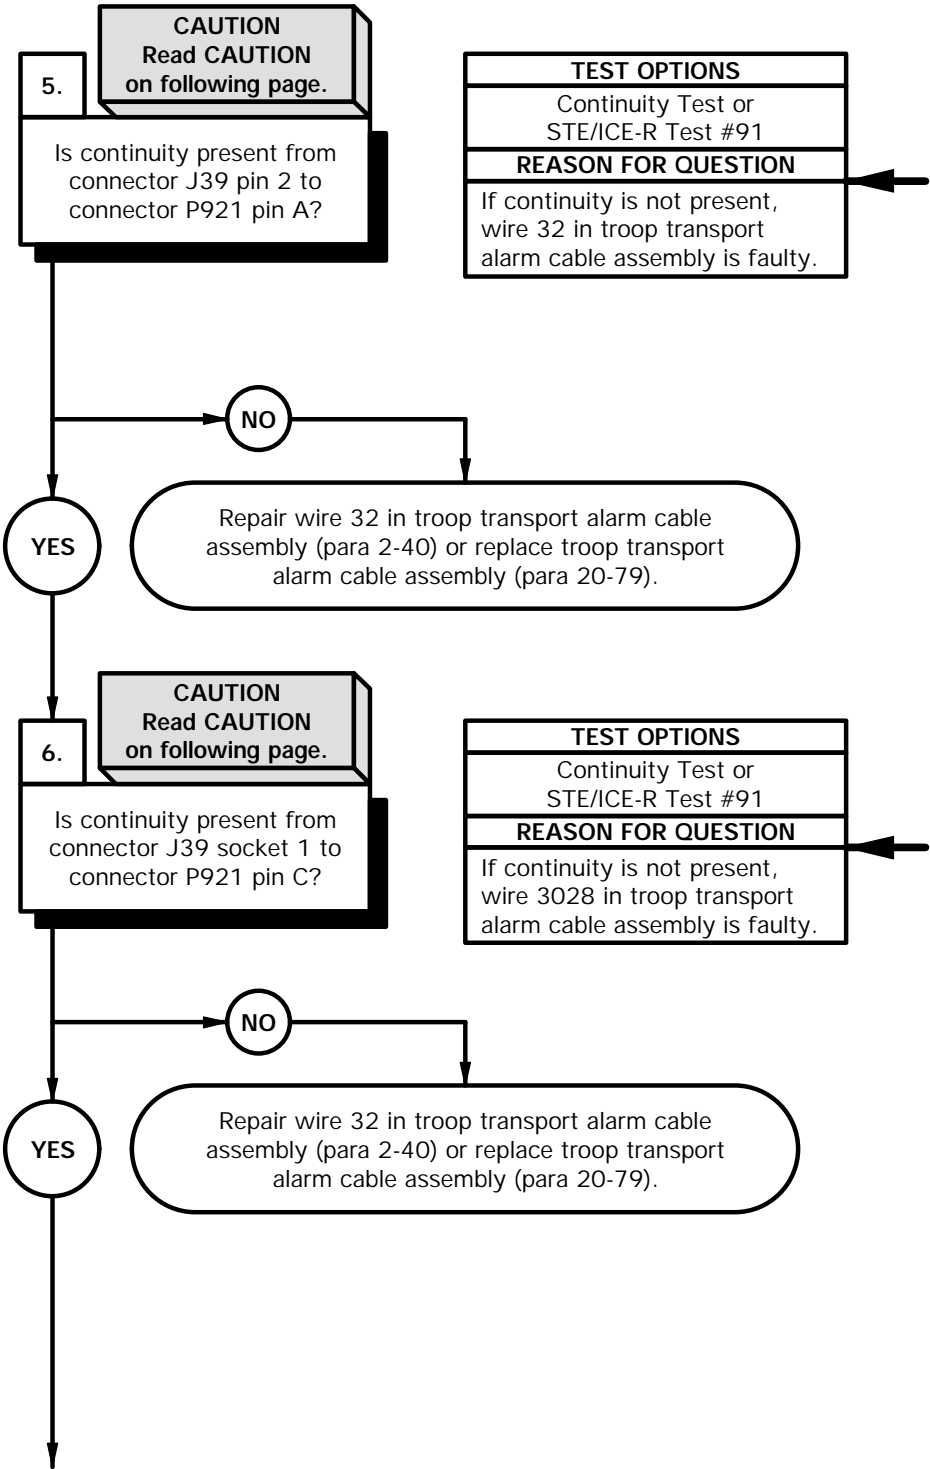 CAUTION
Read CAUTION
on following page.
5.
Is continuity present from
connector J39 pin 2 to
connector P921 pin A?
TEST OPTIONS
Continuity Test or
STE/ICE-R Test #91
REASON FOR QUESTION
If continuity is not present,
wire 32 in troop transport
alarm cable assembly is faulty.
NO
YES
Repair wire 32 in troop transport alarm cable
assembly (para 2-40) or replace troop transport
alarm cable assembly (para 20-79).
CAUTION
Read CAUTION
on following page.
6.
Is continuity present from
connector J39 socket 1 to
connector P921 pin C?
TEST OPTIONS
Continuity Test or
STE/ICE-R Test #91
REASON FOR QUESTION
If continuity is not present,
wire 3028 in troop transport
alarm cable assembly is faulty.
NO
YES
Repair wire 32 in troop transport alarm cable
assembly (para 2-40) or replace troop transport
alarm cable assembly (para 20-79).